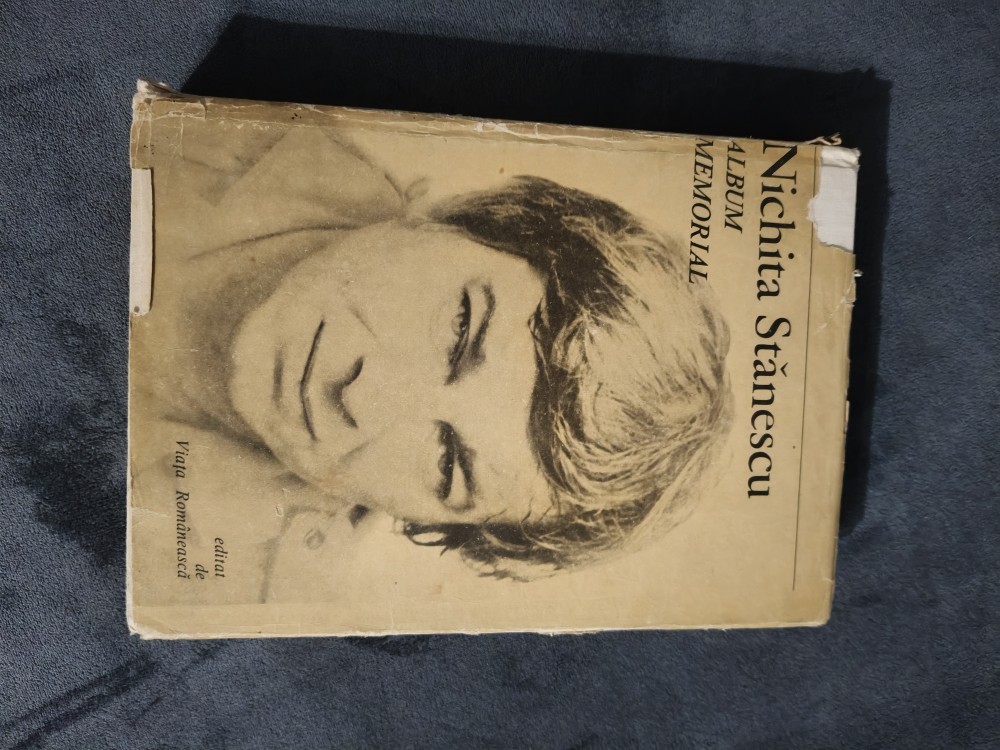 Nichita Stănescu
ALBUM
MEMORIAL
editat
de
Viața Românească